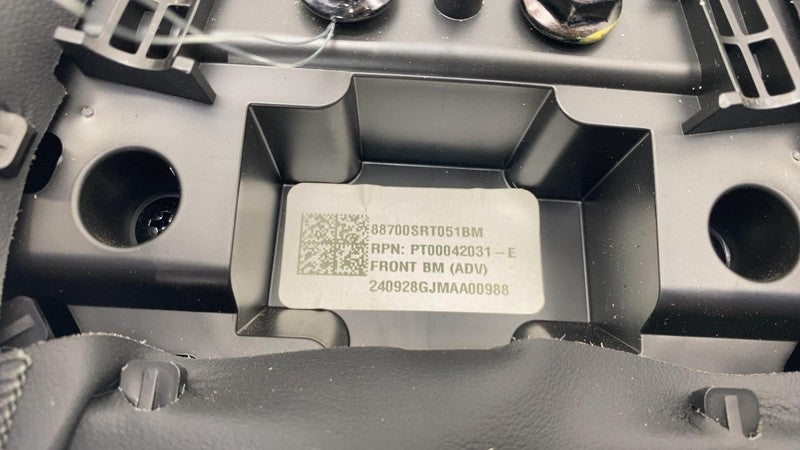 88700SRT051BM
RPN: PT00042031-E
FRONT BM (ADV)
240928GJMAA00988